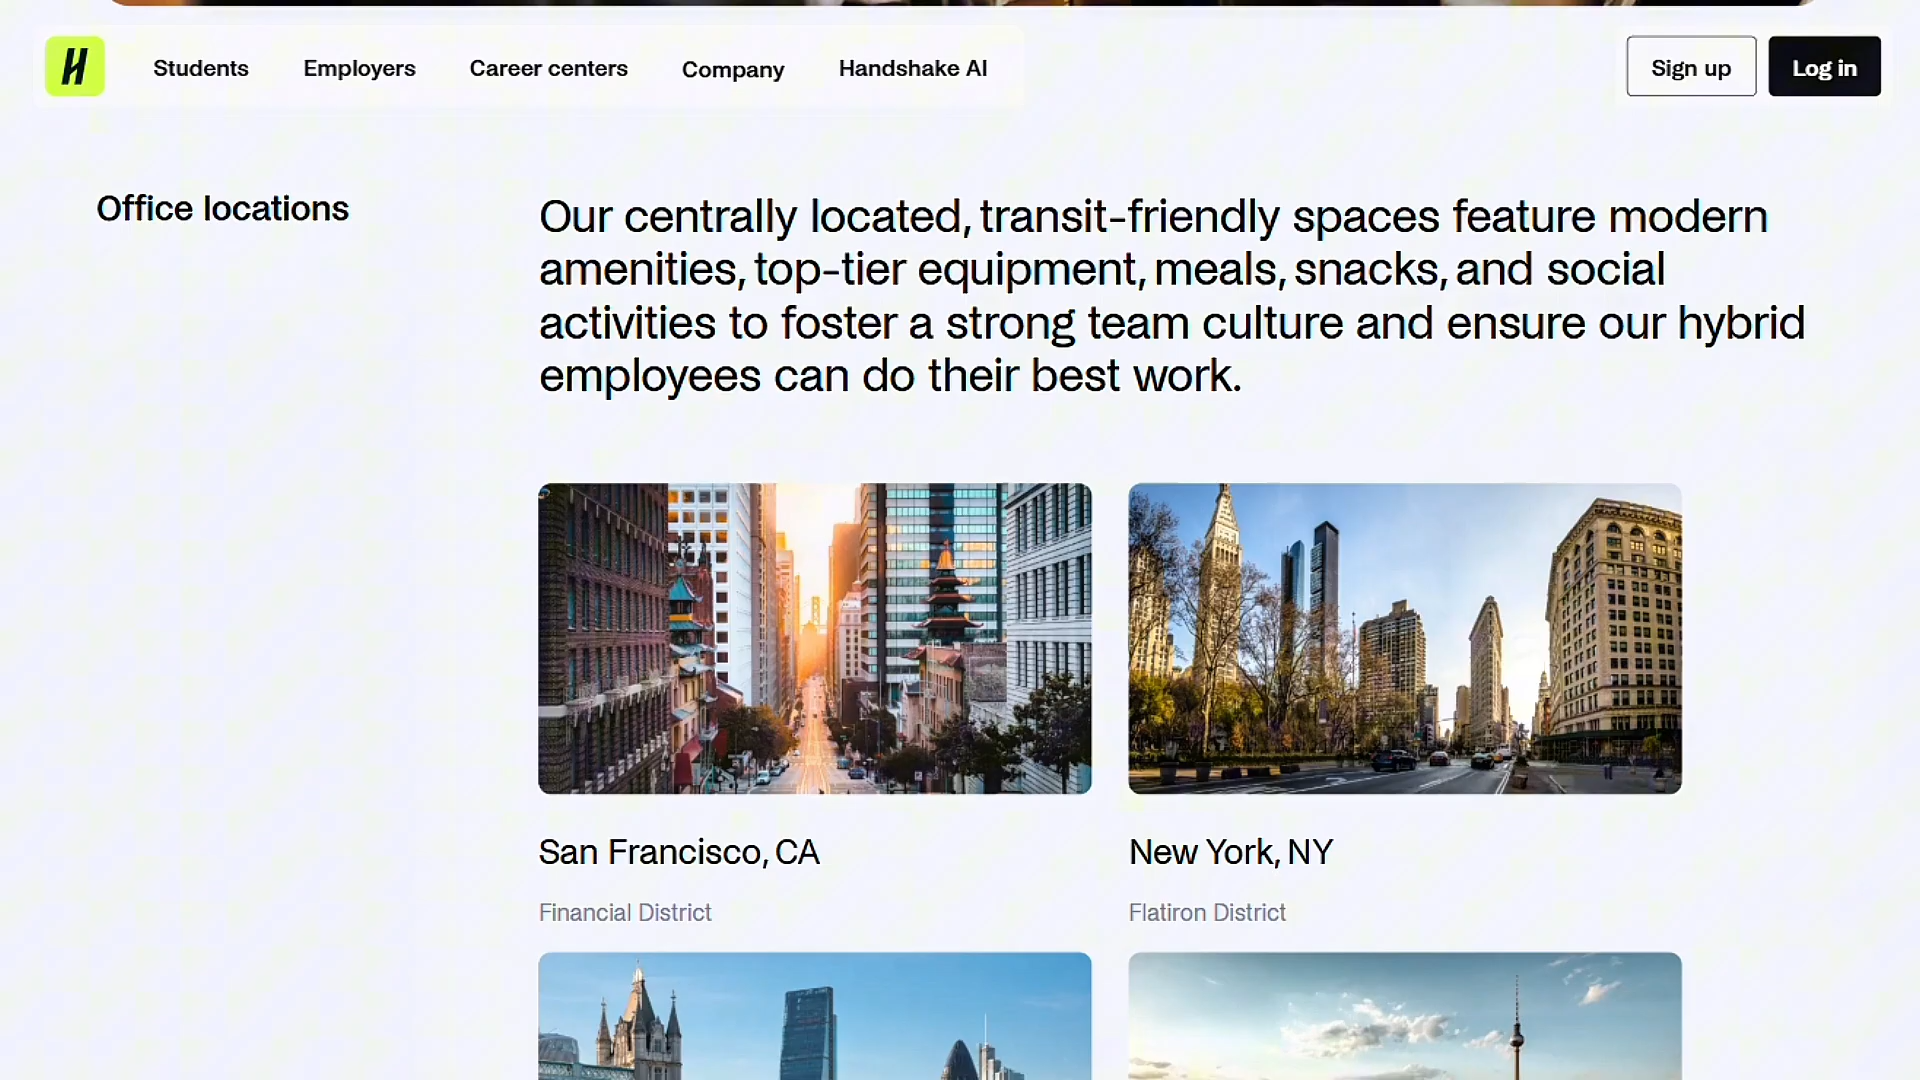 H
Students
Employers
Career centers
Company
Handshake AI
Sign up
Log in
Office locations
Our centrally located, transit-friendly spaces feature modern
amenities, top-tier equipment, meals, snacks, and social
activities to foster a strong team culture and ensure our hybrid
employees can do their best work.
San Francisco, CA
New York, NY
Financial District
Flatiron District